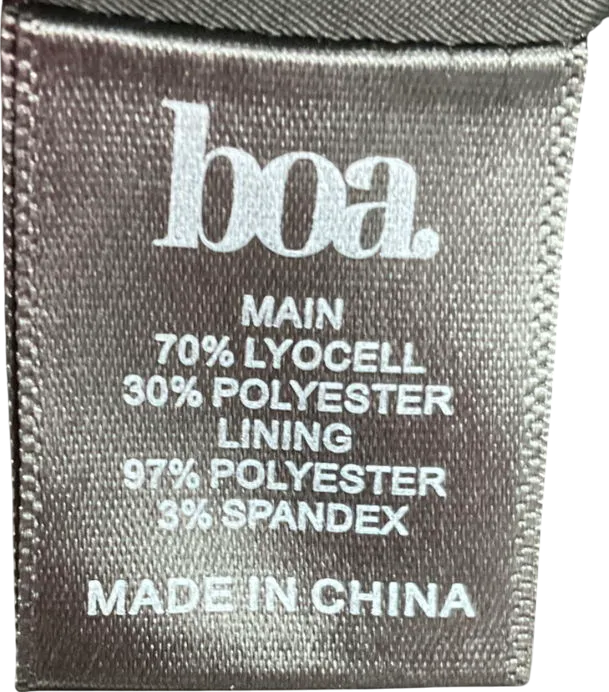 boa.
MAIN
70% LYOCELL
30% POLYESTER
LINING
97% POLYESTER
3% SPANDEX
MADE IN CHINA